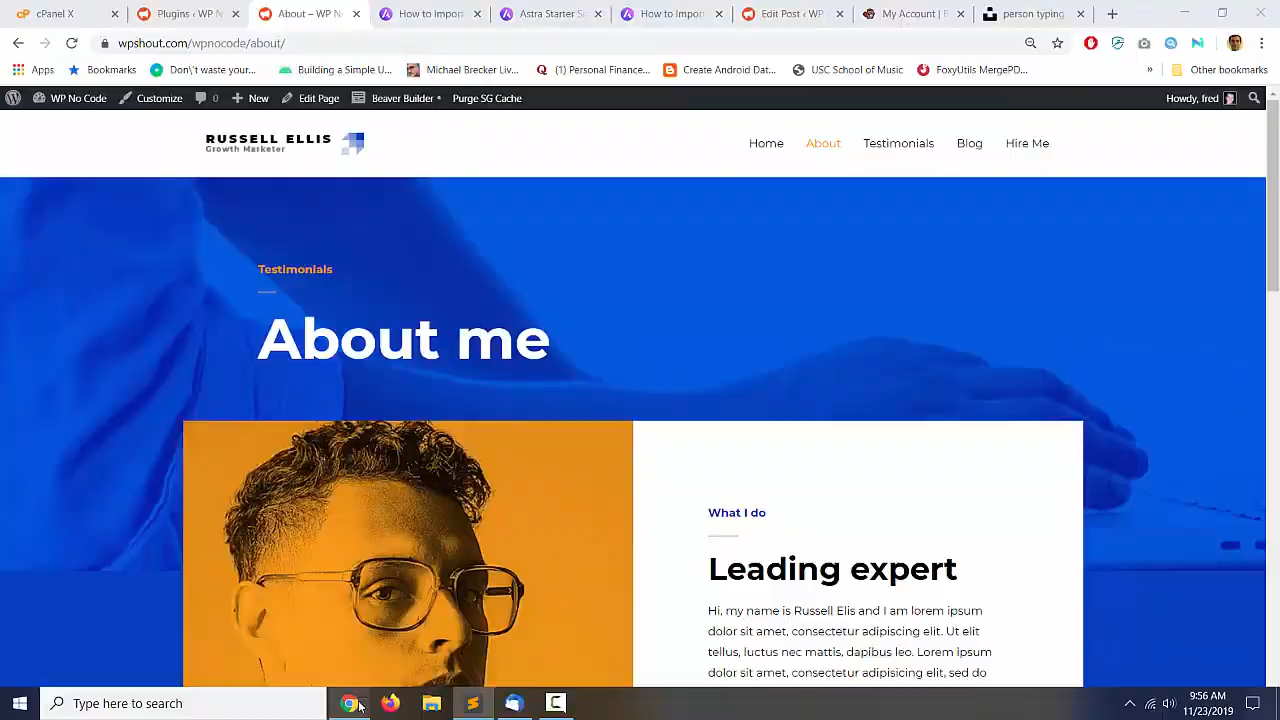 cPanel X
Plugins ‹ WP N
About – WP N
How to Impor
Astra Starter S
How to Impor
Edit Post ‹ WP
My Account | B
person typing
wpshout.com/wpnocode/about/
Apps
Bookmarks
Don\'t waste your...
Building a Simple U...
Michael Breker Liv...
(1) Personal Finance...
Create Android Dat...
USC School of Music
FoxyUtils MergePD...
»
Other bookmarks
WP No Code
Customize
0
New
Edit Page
Beaver Builder
Purge SG Cache
Howdy, fred
RUSSELL ELLIS
Growth Marketer
Home
About
Testimonials
Blog
Hire Me
Testimonials
About me
What I do
Leading expert
Hi, my name is Russell Elis and I am lorem ipsum
dolor sit amet, consectetur adipiscing elit. Ut elit
tellus, luctus nec mattis, dapibus leo. Lorem ipsum
dolor sit amet, consectetur adipisicing elit, sed do
Type here to search
9:56 AM
11/23/2019